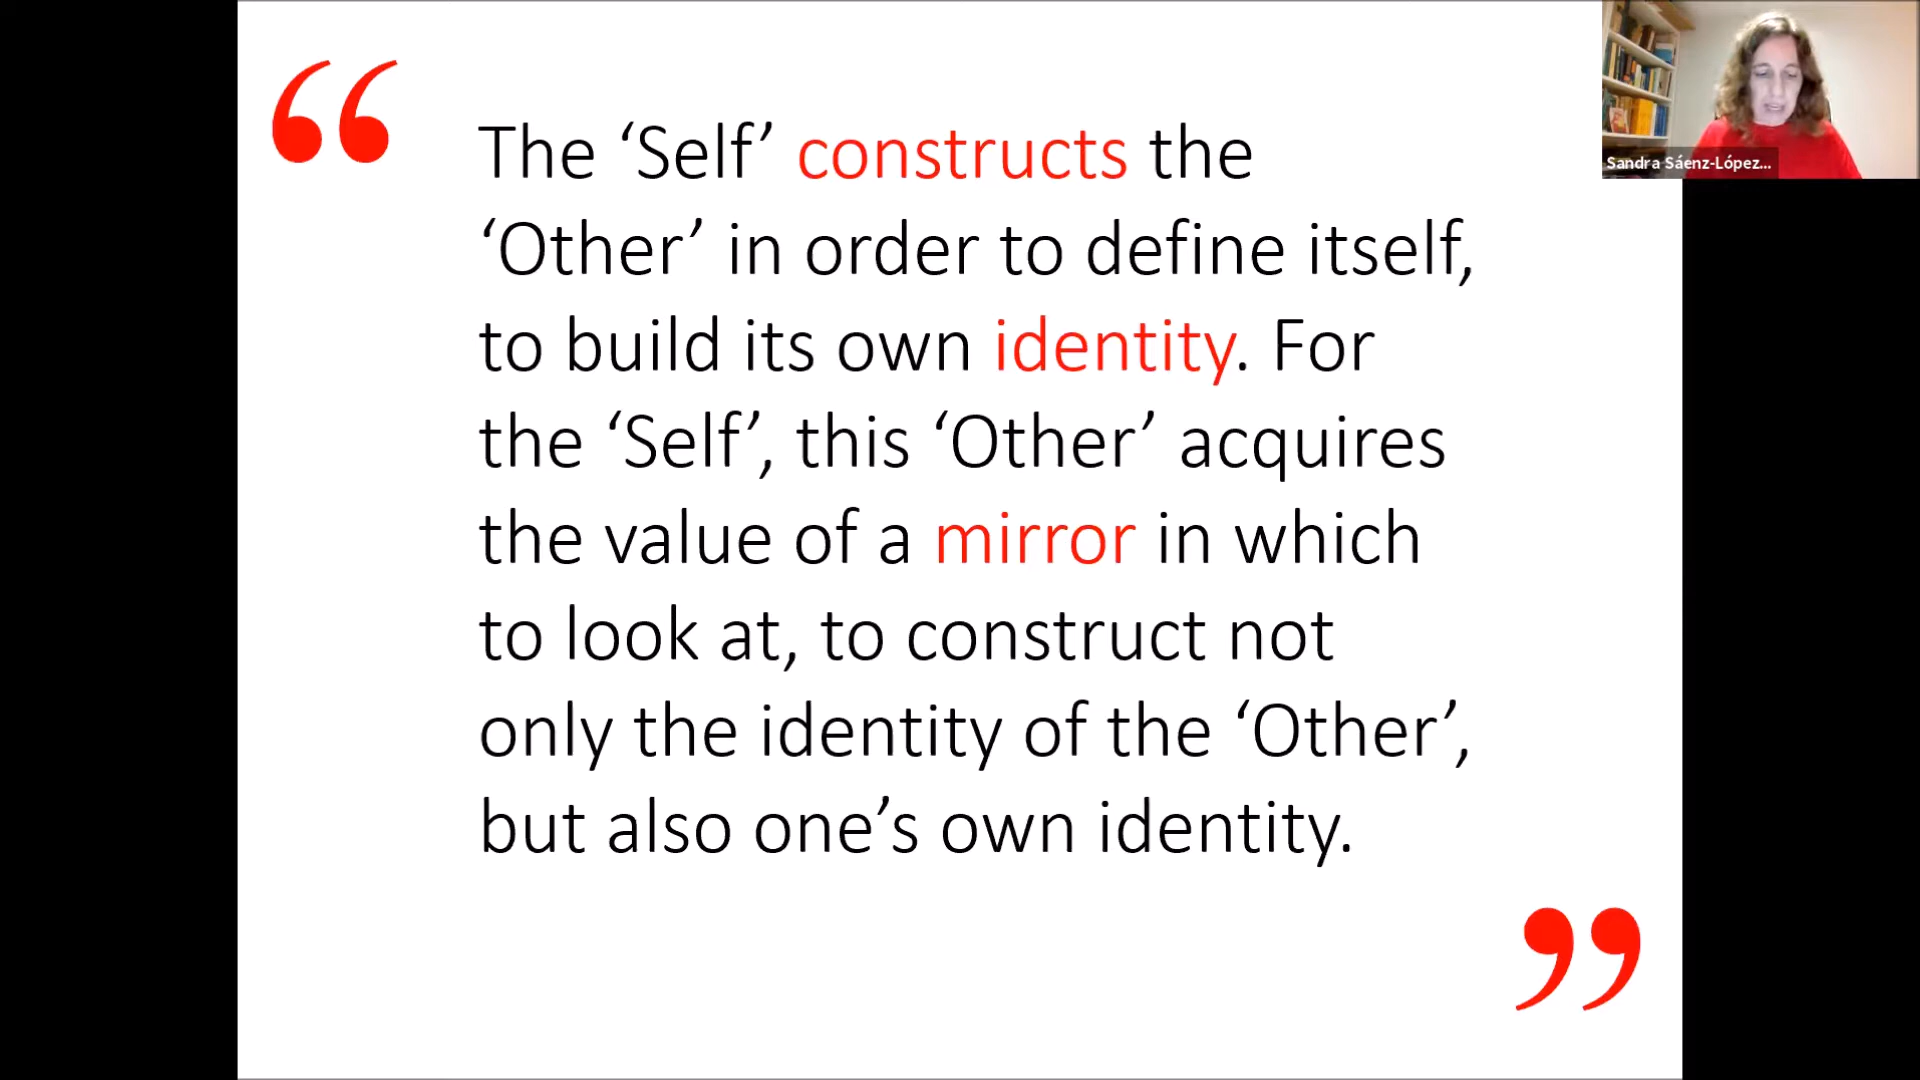 “
The ‘Self’ constructs the
‘Other’ in order to define itself,
to build its own identity. For
the ‘Self’, this ‘Other’ acquires
the value of a mirror in which
to look at, to construct not
only the identity of the ‘Other’,
but also one’s own identity.
”
Sandra Sáenz-López...